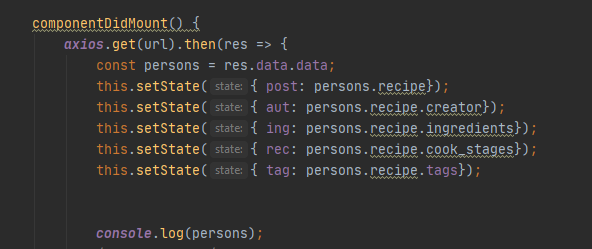 componentDidMount() {
axios.get(url).then(res => {
const persons = res.data.data;
this.setState( state: { post: persons.recipe});
this.setState( state: { aut: persons.recipe.creator});
this.setState( state: { ing: persons.recipe.ingredients});
this.setState( state: { rec: persons.recipe.cook_stages});
this.setState( state: { tag: persons.recipe.tags});
console.log(persons);